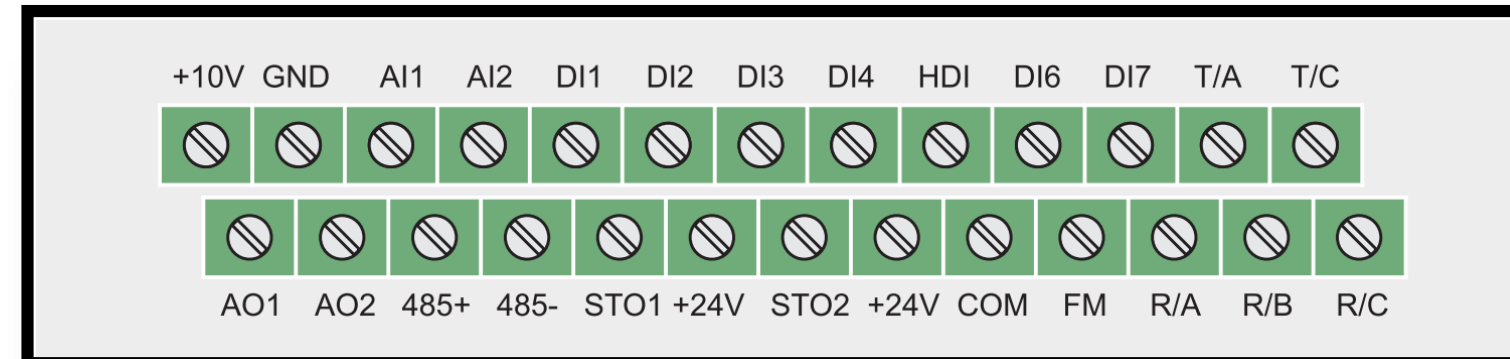 +10V GND AI1 AI2 DI1 DI2 DI3 DI4 HDI DI6 DI7 T/A T/C
AO1 AO2 485+ 485- STO1 +24V STO2 +24V COM FM R/A R/B R/C